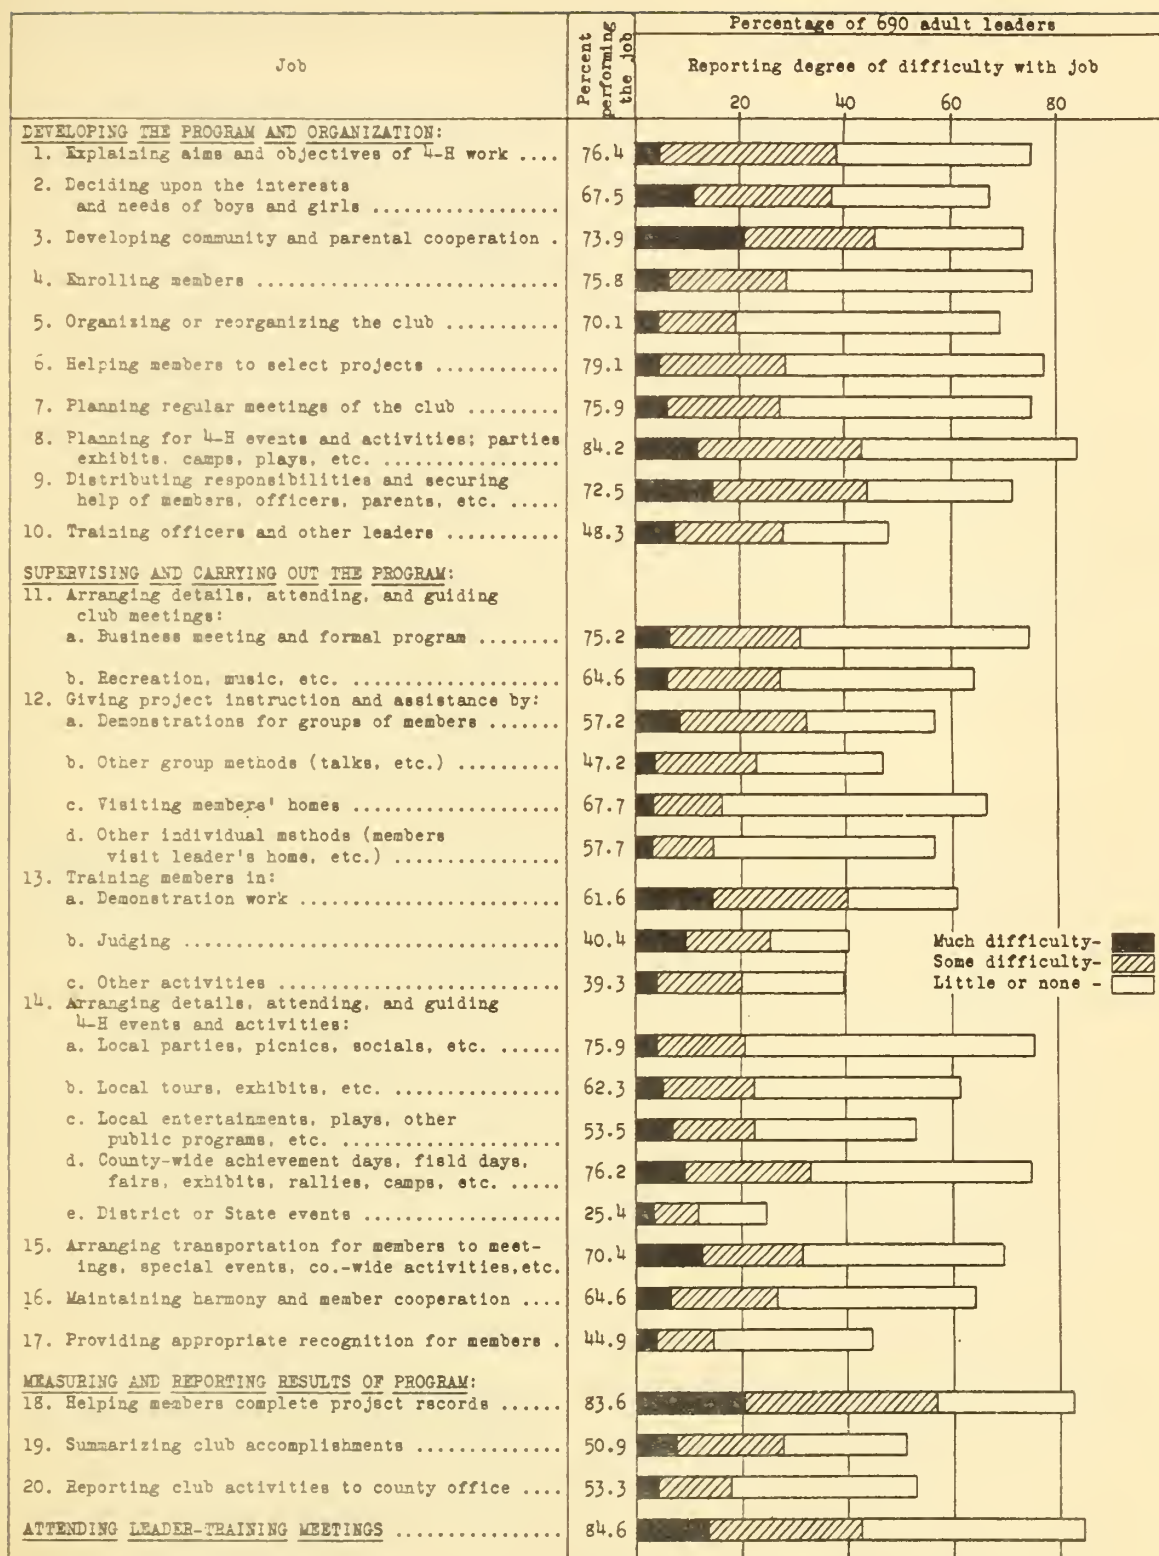 Job
Percent performing the job
Percentage of 690 adult leaders
Reporting degree of difficulty with job
20 40 60 80
DEVELOPING THE PROGRAM AND ORGANIZATION:
1. Explaining aims and objectives of 4-H work .... 76.4
2. Deciding upon the interests
and needs of boys and girls .................. 67.5
3. Developing community and parental cooperation . 73.9
4. Enrolling members ............................. 75.8
5. Organizing or reorganizing the club ........... 70.1
6. Helping members to select projects ............ 79.1
7. Planning regular meetings of the club ......... 75.9
8. Planning for 4-H events and activities; parties
exhibits, camps, plays, etc. ................. 84.2
9. Distributing responsibilities and securing
help of members, officers, parents, etc. ..... 72.5
10. Training officers and other leaders ........... 48.3
SUPERVISING AND CARRYING OUT THE PROGRAM:
11. Arranging details, attending, and guiding
club meetings:
a. Business meeting and formal program ........ 75.2
b. Recreation, music, etc. .................... 64.6
12. Giving project instruction and assistance by:
a. Demonstrations for groups of members ....... 57.2
b. Other group methods (talks, etc.) .......... 47.2
c. Visiting members' homes .................... 67.7
d. Other individual methods (members
visit leader's home, etc.) ................ 57.7
13. Training members in:
a. Demonstration work ......................... 61.6
b. Judging .................................... 40.4
c. Other activities ........................... 39.3
Much difficulty-
Some difficulty-
Little or none -
14. Arranging details, attending, and guiding
4-H events and activities:
a. Local parties, picnics, socials, etc. ...... 75.9
b. Local tours, exhibits, etc. ................ 62.3
c. Local entertainments, plays, other
public programs, etc. ..................... 53.5
d. County-wide achievement days, field days,
fairs, exhibits, rallies, camps, etc. ..... 76.2
e. District or State events ................... 25.4
15. Arranging transportation for members to meet-
ings, special events, co.-wide activities,etc. 70.4
16. Maintaining harmony and member cooperation .... 64.6
17. Providing appropriate recognition for members . 44.9
MEASURING AND REPORTING RESULTS OF PROGRAM:
18. Helping members complete project records ...... 83.6
19. Summarizing club accomplishments .............. 50.9
20. Reporting club activities to county office .... 53.3
ATTENDING LEADER-TRAINING MEETINGS ................ 84.6